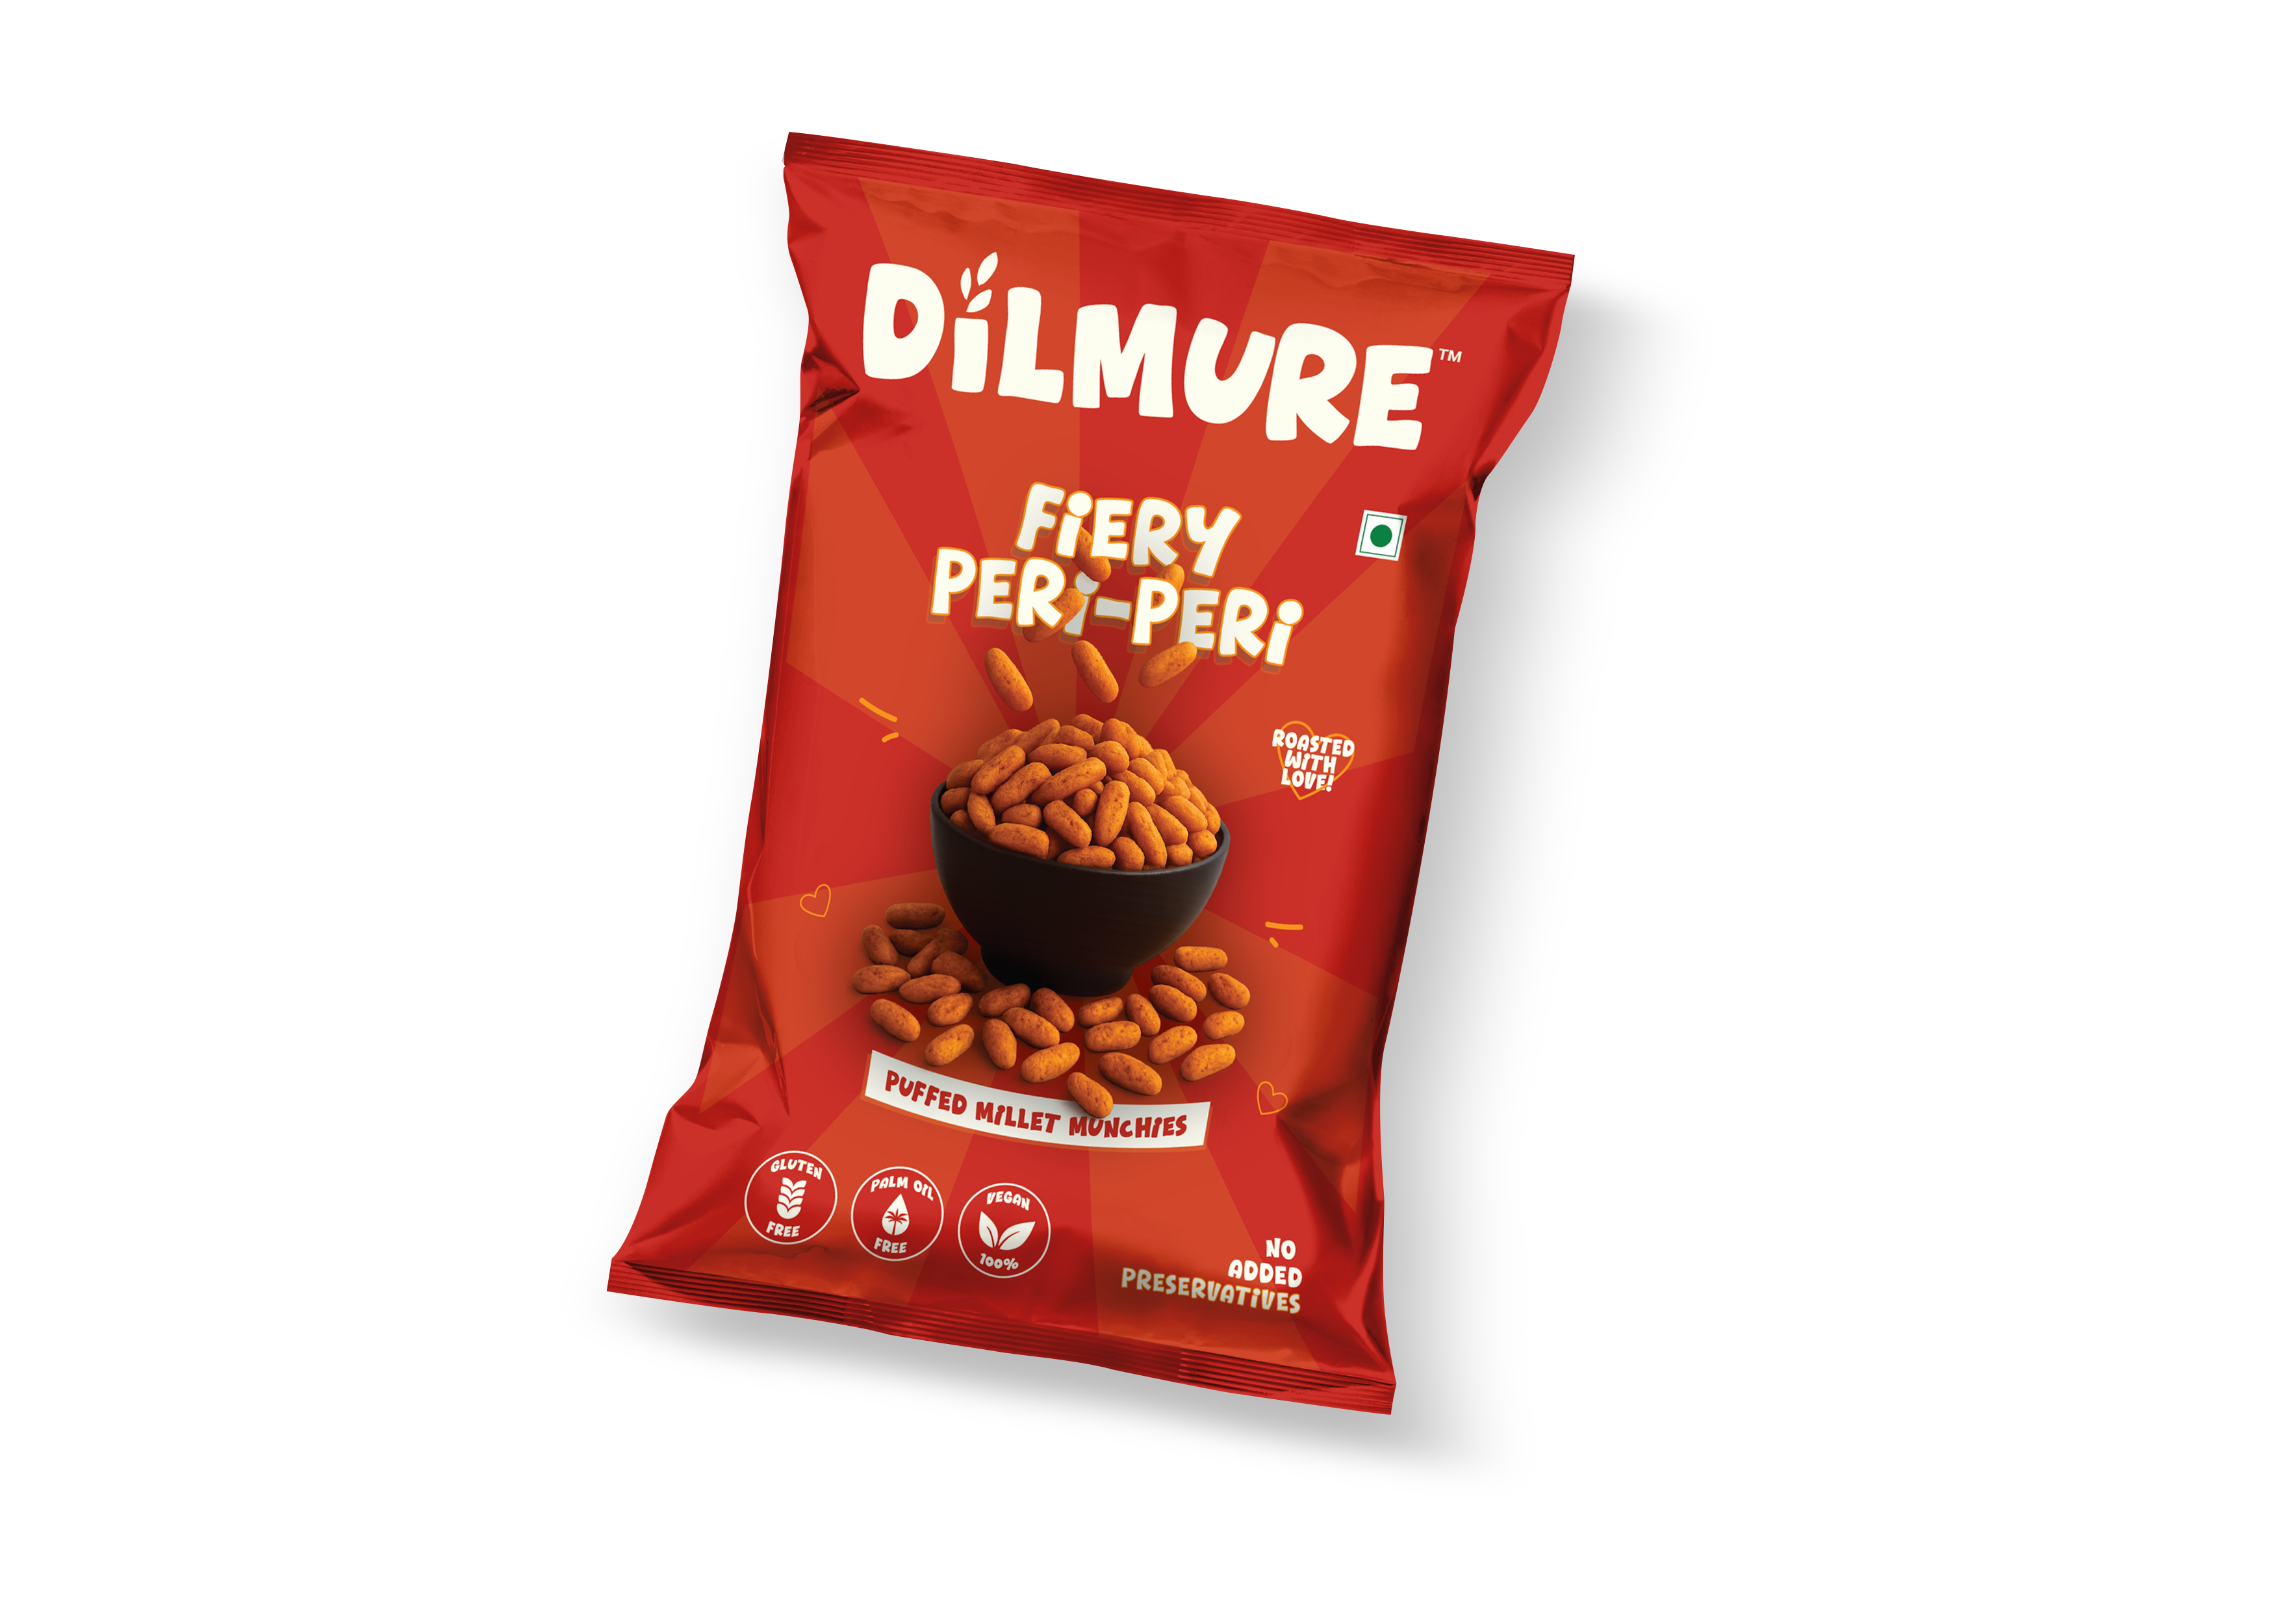 DiLMURE™
FiERY
PERi-PERi
ROASTED
WiTH
LOVE!
PUFFED MiLLET MUNCHiES
GLUTEN
FREE
PALM OiL
FREE
VEGAN
100%
NO
ADDED
PRESERVATiVES